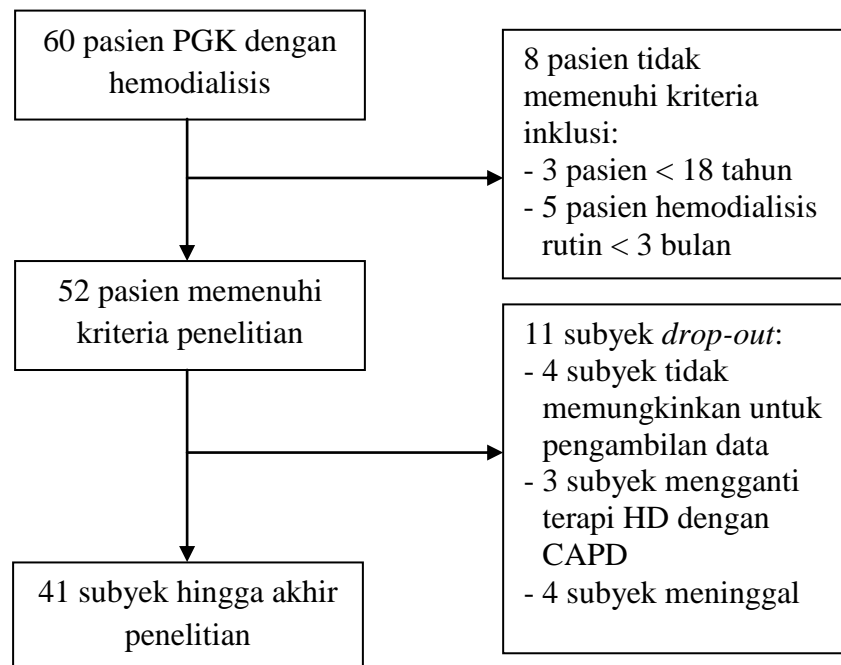 60 pasien PGK dengan
hemodialisis
8 pasien tidak
memenuhi kriteria
inklusi:
- 3 pasien < 18 tahun
- 5 pasien hemodialisis
rutin < 3 bulan
52 pasien memenuhi
kriteria penelitian
11 subyek drop-out:
- 4 subyek tidak
memungkinkan untuk
pengambilan data
- 3 subyek mengganti
terapi HD dengan
CAPD
- 4 subyek meninggal
41 subyek hingga akhir
penelitian